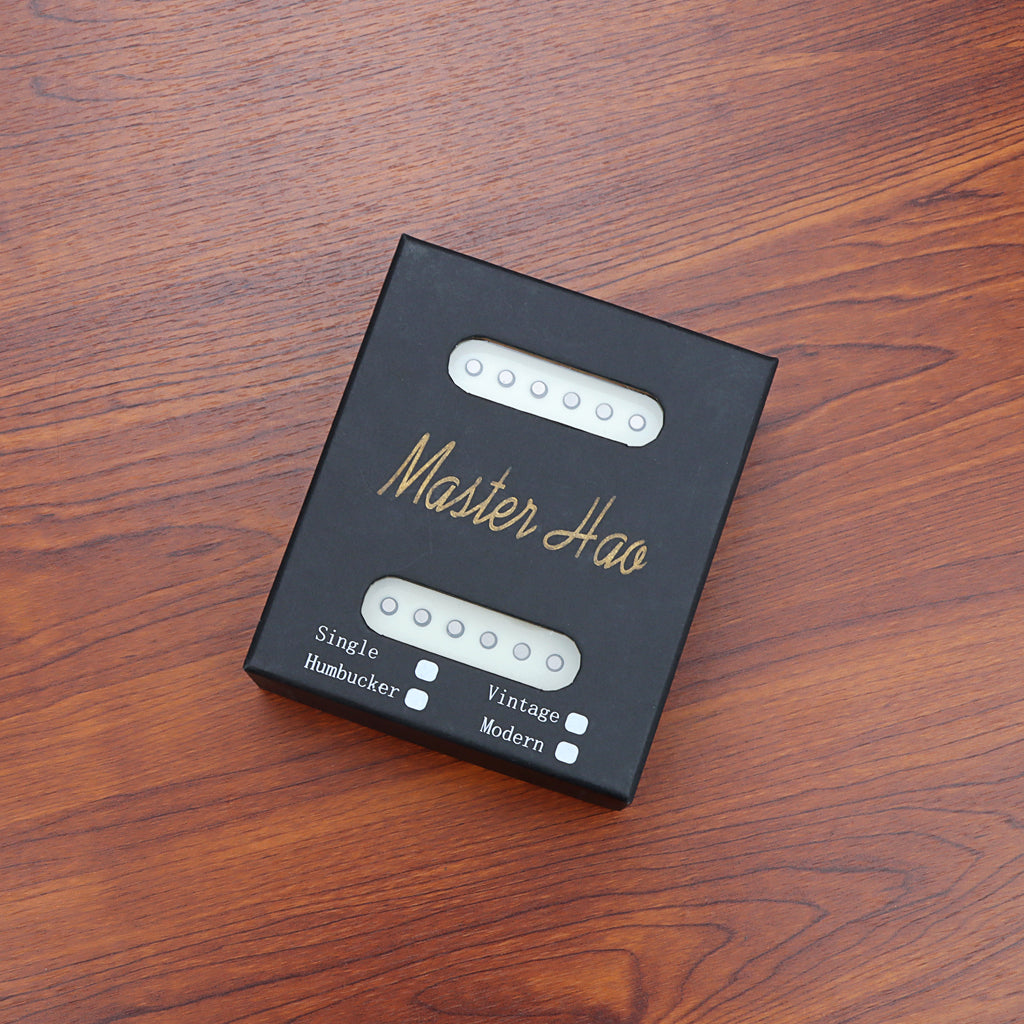 Master Hao
Single
Humbucker
Vintage
Modern